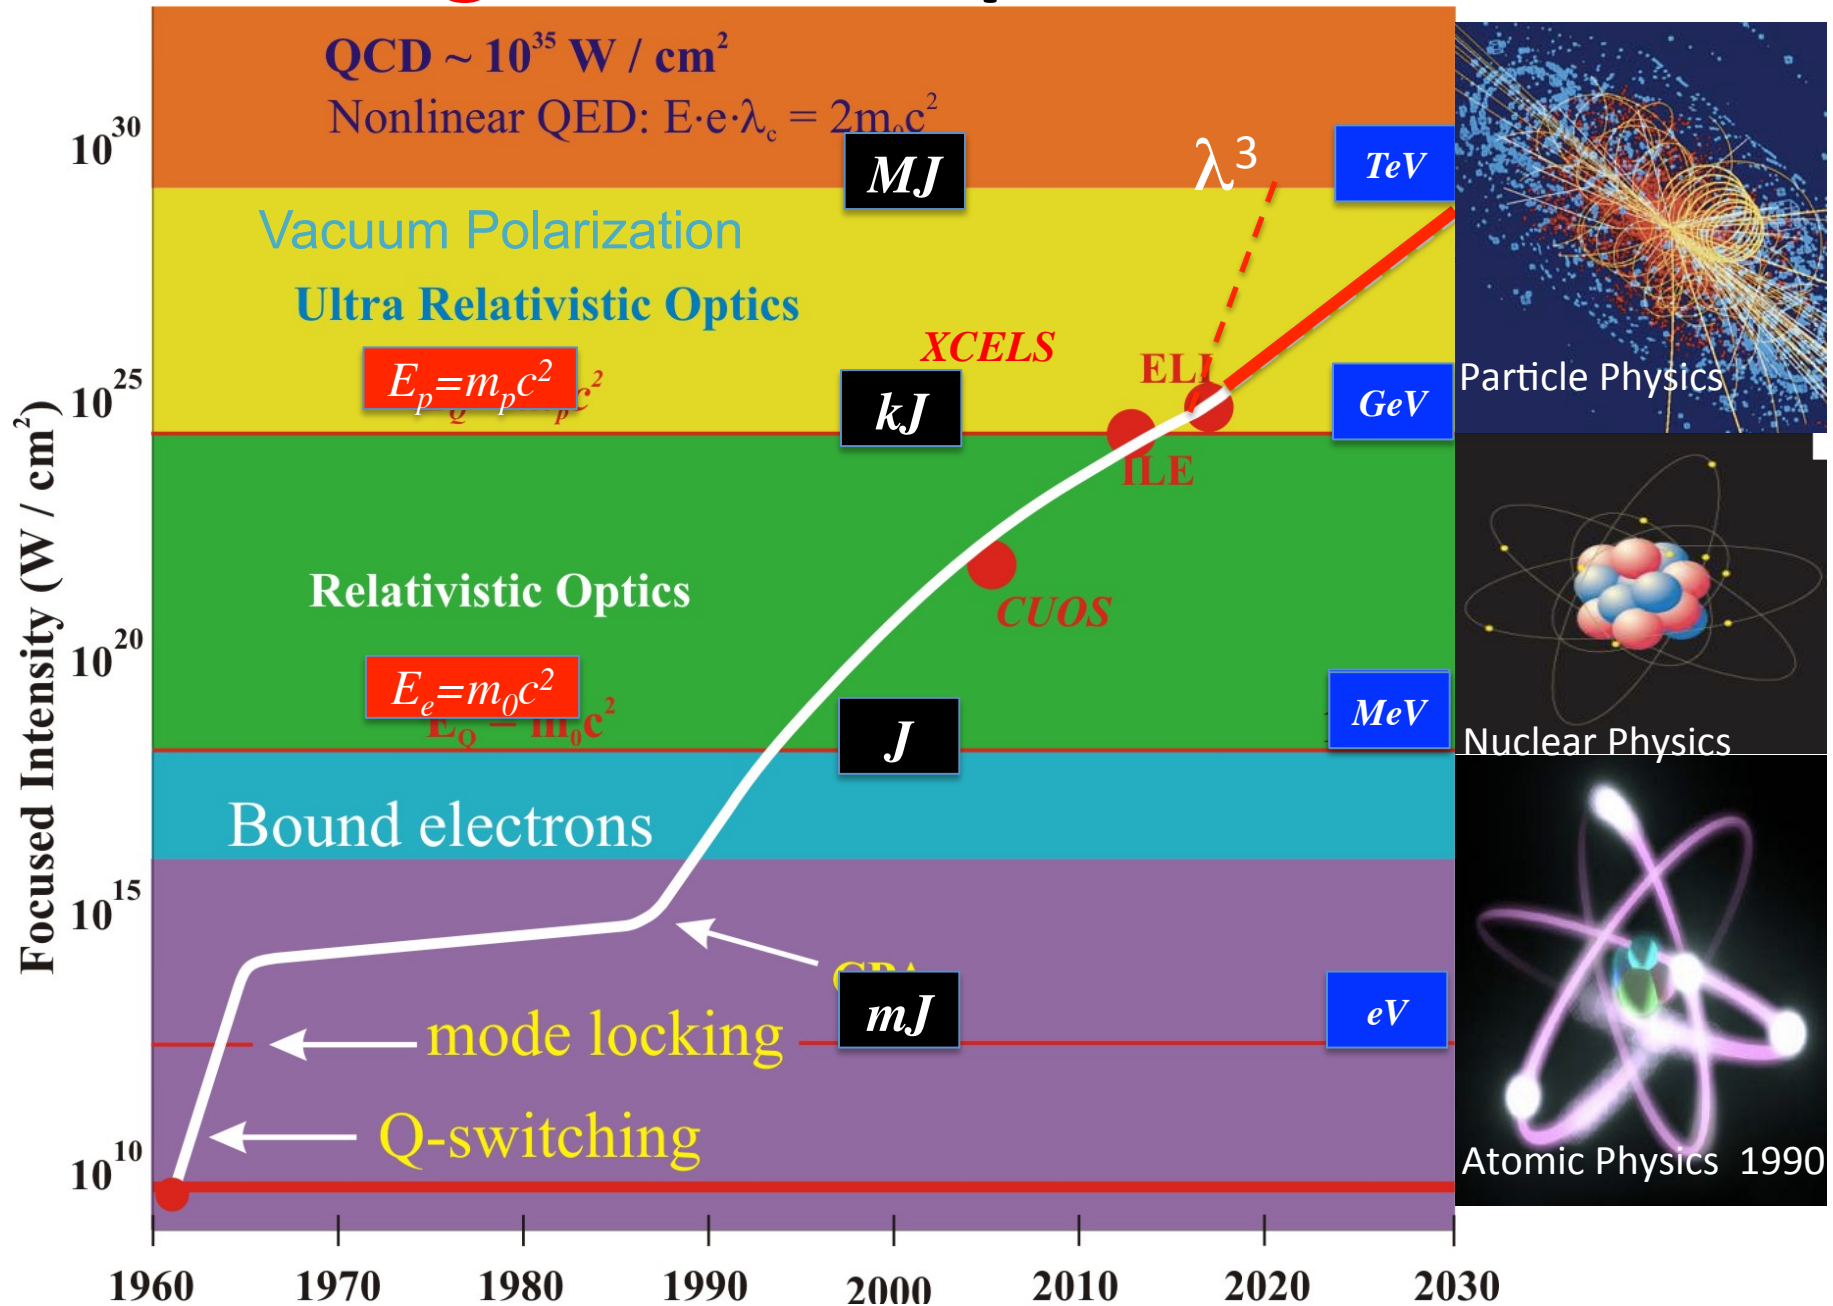 QCD ~ 10³⁵ W / cm²
Nonlinear QED: E·e·λc = 2m₀c²
10³⁰
MJ
λ³
TeV
Vacuum Polarization
Ultra Relativistic Optics
XCELS
ELI
Particle Physics
Eₚ=mₚc²
10²⁵
kJ
GeV
ILE
Focused Intensity (W / cm²)
Relativistic Optics
CUOS
10²⁰
Eₑ=m₀c²
E_Q = m₀c²
J
MeV
Nuclear Physics
Bound electrons
10¹⁵
mJ
eV
mode locking
Q-switching
10¹⁰
Atomic Physics 1990
1960 1970 1980 1990 2000 2010 2020 2030